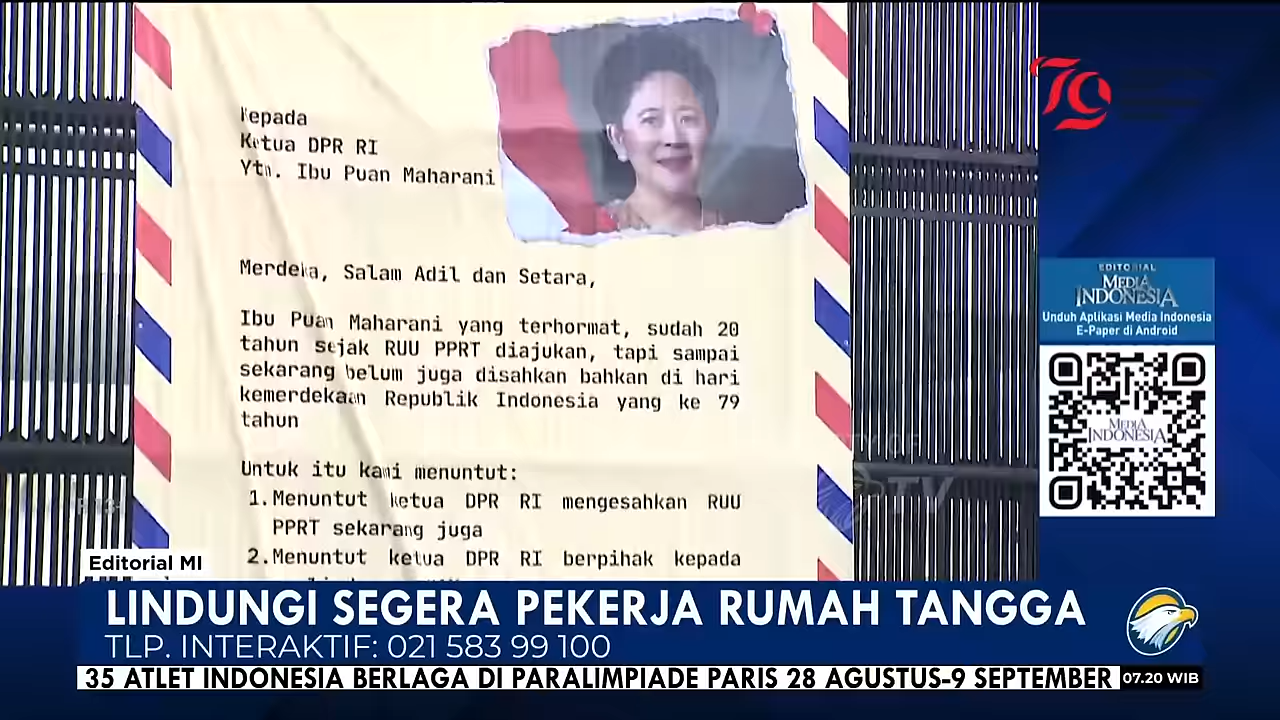 Kepada
Ketua DPR RI
Yth. Ibu Puan Maharani
Merdeka, Salam Adil dan Setara,
Ibu Puan Maharani yang terhormat, sudah 20
tahun sejak RUU PPRT diajukan, tapi sampai
sekarang belum juga disahkan bahkan di hari
kemerdekaan Republik Indonesia yang ke 79
tahun
Untuk itu kami menuntut:
1. Menuntut ketua DPR RI mengesahkan RUU
PPRT sekarang juga
2. Menuntut ketua DPR RI berpihak kepada
79
EDITORIAL
MEDIA
INDONESIA
Unduh Aplikasi Media Indonesia
E-Paper di Android
MEDIA
INDONESIA
TV
Editorial MI
LINDUNGI SEGERA PEKERJA RUMAH TANGGA
TLP. INTERAKTIF: 021 583 99 100
35 ATLET INDONESIA BERLAGA DI PARALIMPIADE PARIS 28 AGUSTUS-9 SEPTEMBER
07.20 WIB